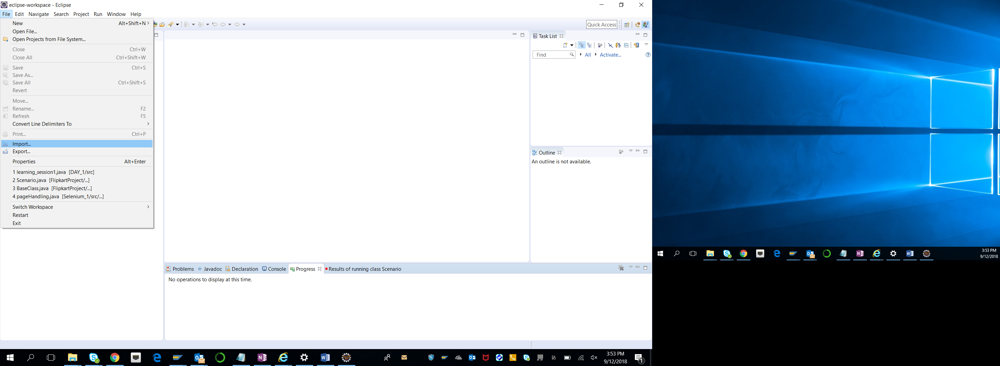 eclipse-workspace - Eclipse
File Edit Navigate Search Project Run Window Help
New Alt+Shift+N
Open File...
Open Projects from File System...
Close Ctrl+W
Close All Ctrl+Shift+W
Save Ctrl+S
Save As...
Save All Ctrl+Shift+S
Revert
Move...
Rename... F2
Refresh F5
Convert Line Delimiters To
Print... Ctrl+P
Import...
Export...
Properties Alt+Enter
1 learning_session1.java [DAY_1/src]
2 Scenario.java [FlipkartProject/...]
3 BaseClass.java [FlipkartProject/...]
4 pageHandling.java [Selenium_1/src/...]
Switch Workspace
Restart
Exit
Quick Access
Task List
Find All Activate...
Outline
An outline is not available.
Problems @ Javadoc Declaration Console Progress Results of running class Scenario
No operations to display at this time.
3:53 PM
9/12/2018
1
3:53 PM
9/12/2018